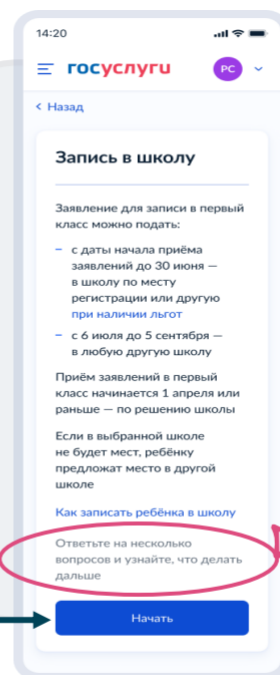 14:20
госуслуги
РС
Назад
Запись в школу
Заявление для записи в первый
класс можно подать:
– с даты начала приёма
заявлений до 30 июня —
в школу по месту
регистрации или другую
при наличии льгот
– с 6 июля до 5 сентября —
в любую другую школу
Приём заявлений в первый
класс начинается 1 апреля или
раньше — по решению школы
Если в выбранной школе
не будет мест, ребёнку
предложат место в другой
школе
Как записать ребёнка в школу
Ответьте на несколько
вопросов и узнайте, что делать
дальше
Начать